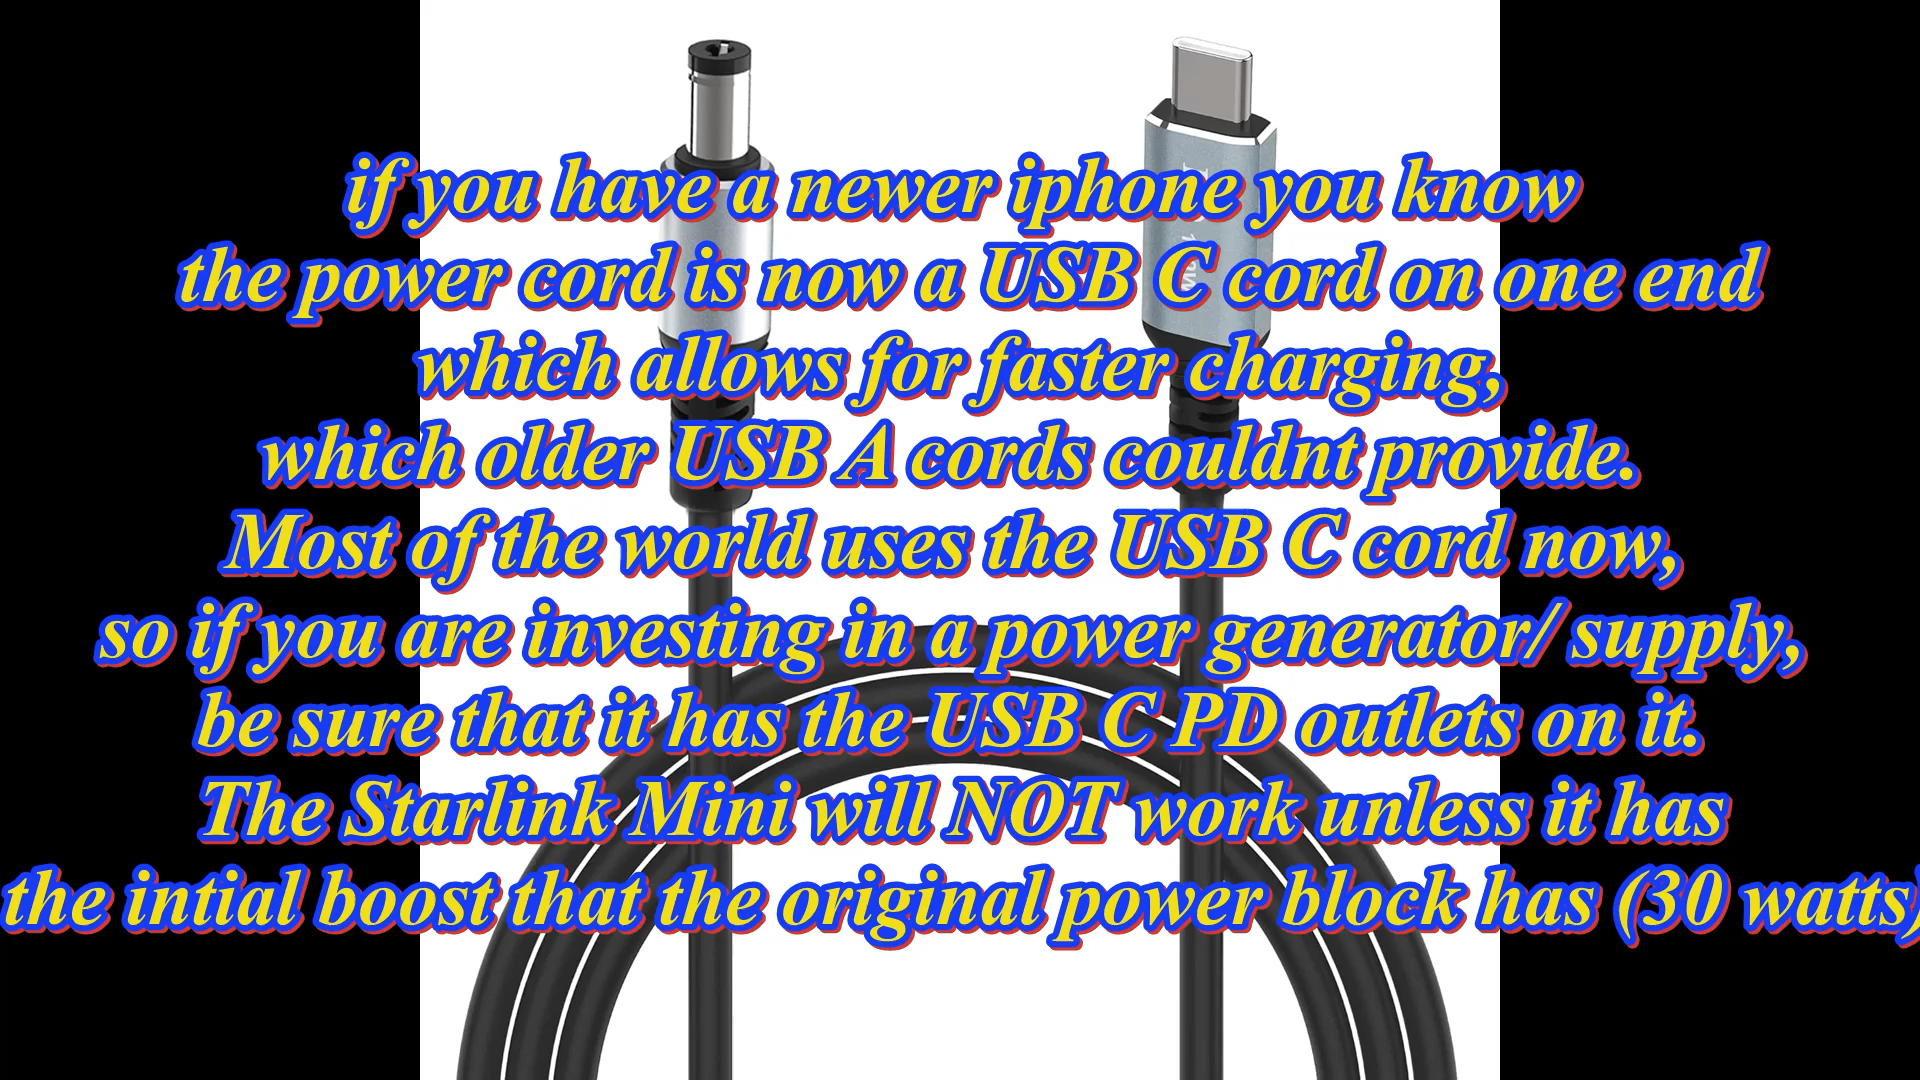 if you have a newer iphone you know
the power cord is now a USB C cord on one end
which allows for faster charging,
which older USB A cords couldnt provide.
Most of the world uses the USB C cord now,
so if you are investing in a power generator/ supply,
be sure that it has the USB C PD outlets on it.
The Starlink Mini will NOT work unless it has
the intial boost that the original power block has (30 watts)